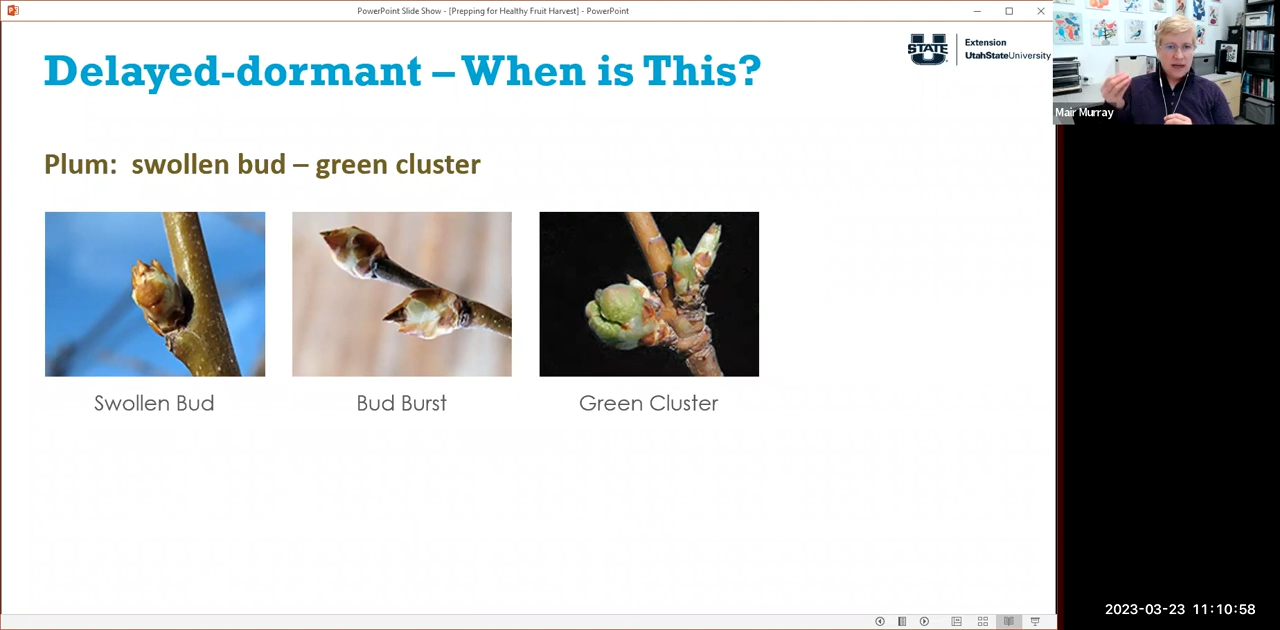 PowerPoint Slide Show - [Prepping for Healthy Fruit Harvest] - PowerPoint
Delayed-dormant – When is This?
U
STATE
Extension
UtahStateUniversity
Mair Murray
Plum: swollen bud – green cluster
Swollen Bud
Bud Burst
Green Cluster
2023-03-23 11:10:58